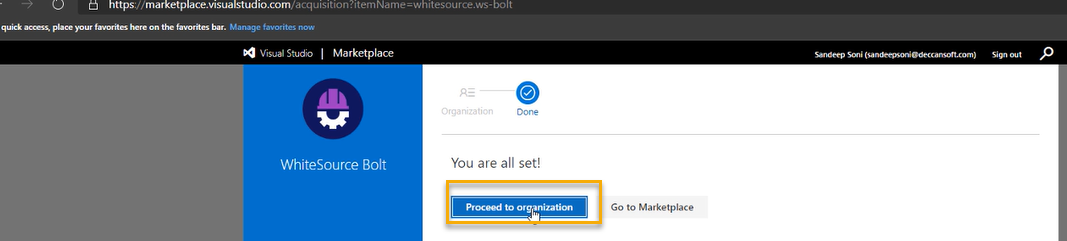 https://marketplace.visualstudio.com/acquisition?itemName=whitesource.ws-bolt
quick access, place your favorites here on the favorites bar. Manage favorites now
Visual Studio | Marketplace
Sandeep Soni (sandeepsoni@deccansoft.com) Sign out
Organization
Done
WhiteSource Bolt
You are all set!
Proceed to organization
Go to Marketplace